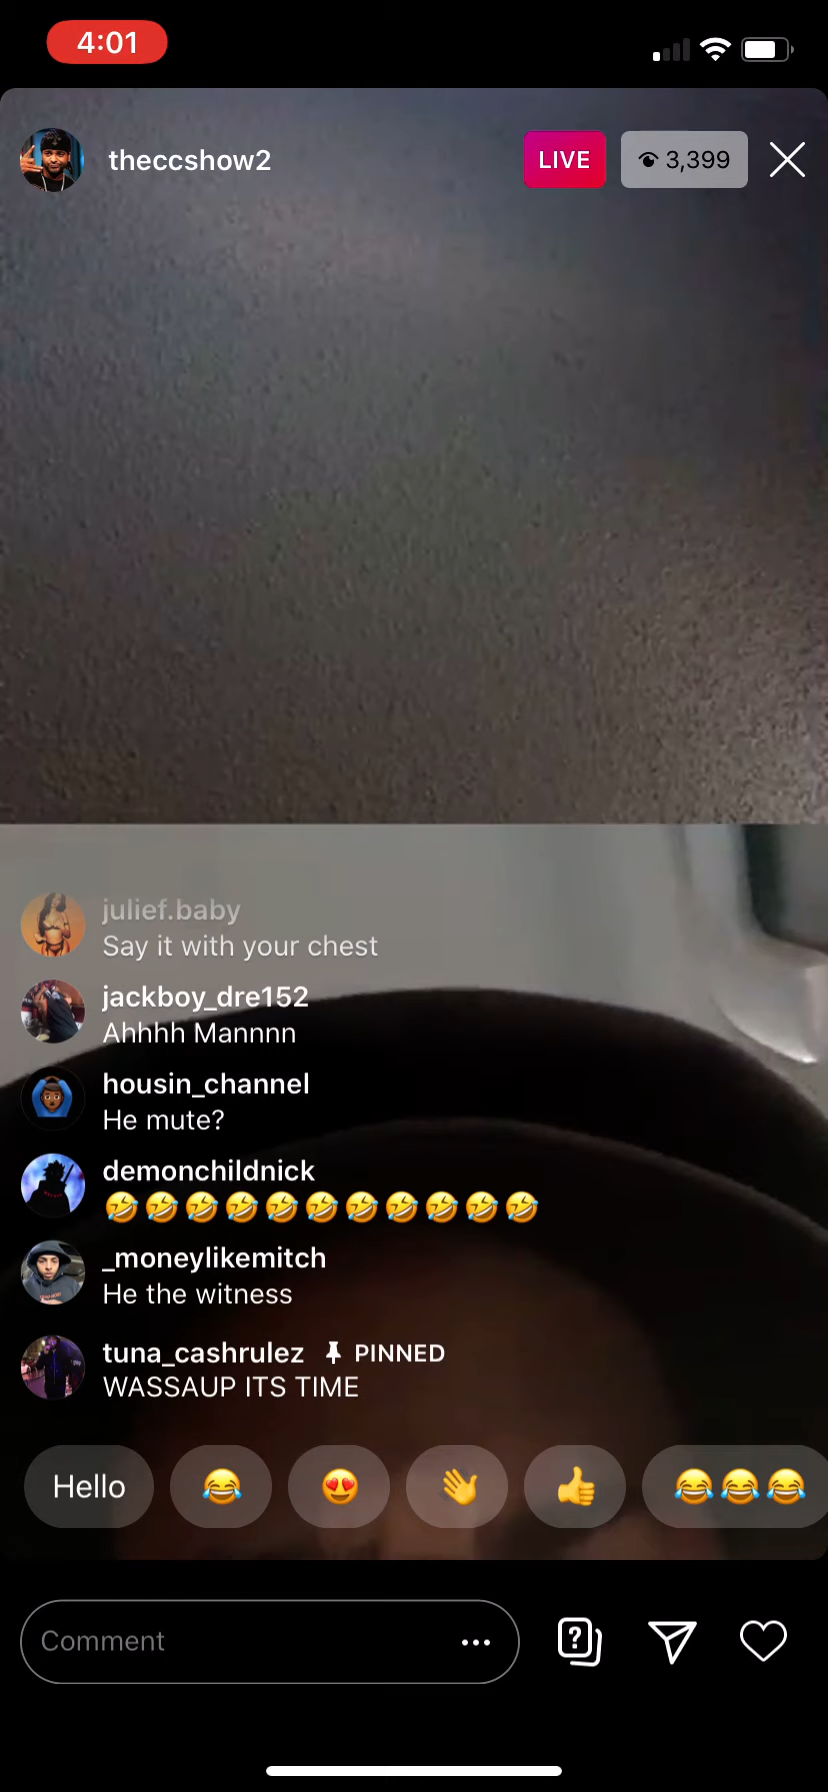 4:01
theccshow2
LIVE
3,399
julief.baby
Say it with your chest
jackboy_dre152
Ahhhh Mannnn
housin_channel
He mute?
demonchildnick
🤣🤣🤣🤣🤣🤣🤣🤣🤣🤣🤣
_moneylikemitch
He the witness
tuna_cashrulez PINNED
WASSAUP ITS TIME
Hello 😂 😍 👋 👍 😂😂😂
Comment